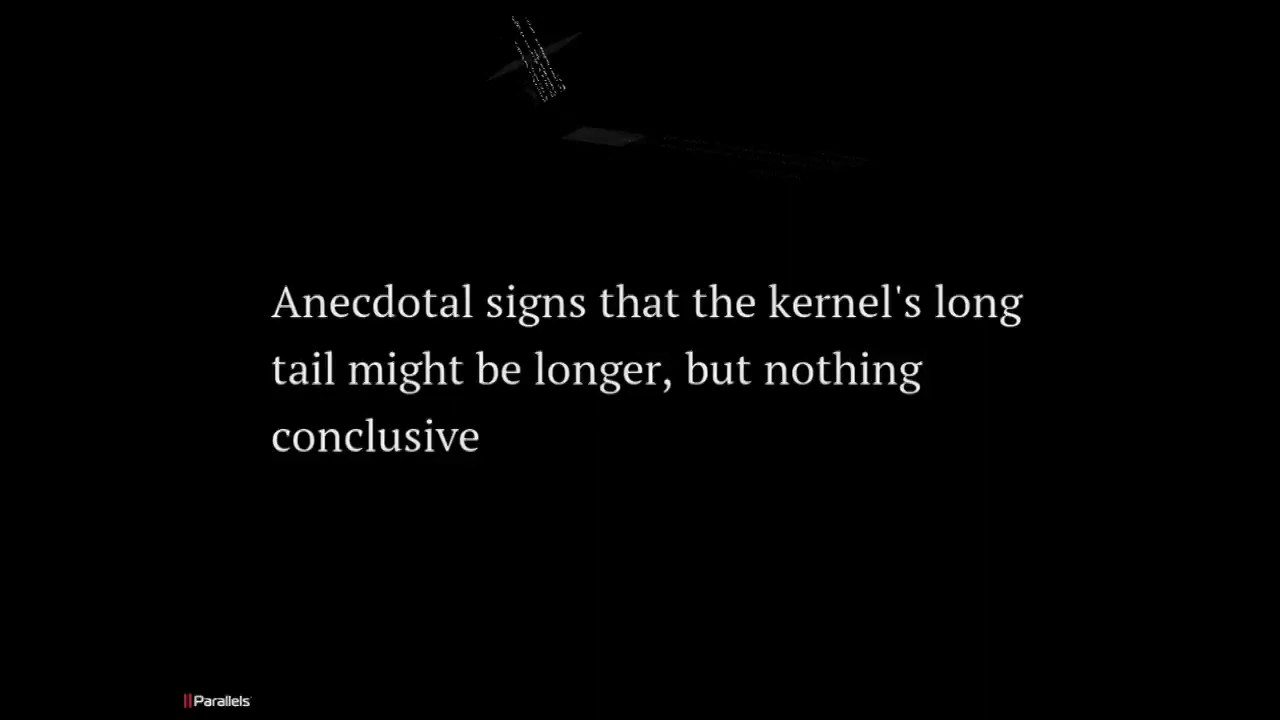 Anecdotal signs that the kernel's long
tail might be longer, but nothing
conclusive
Parallels